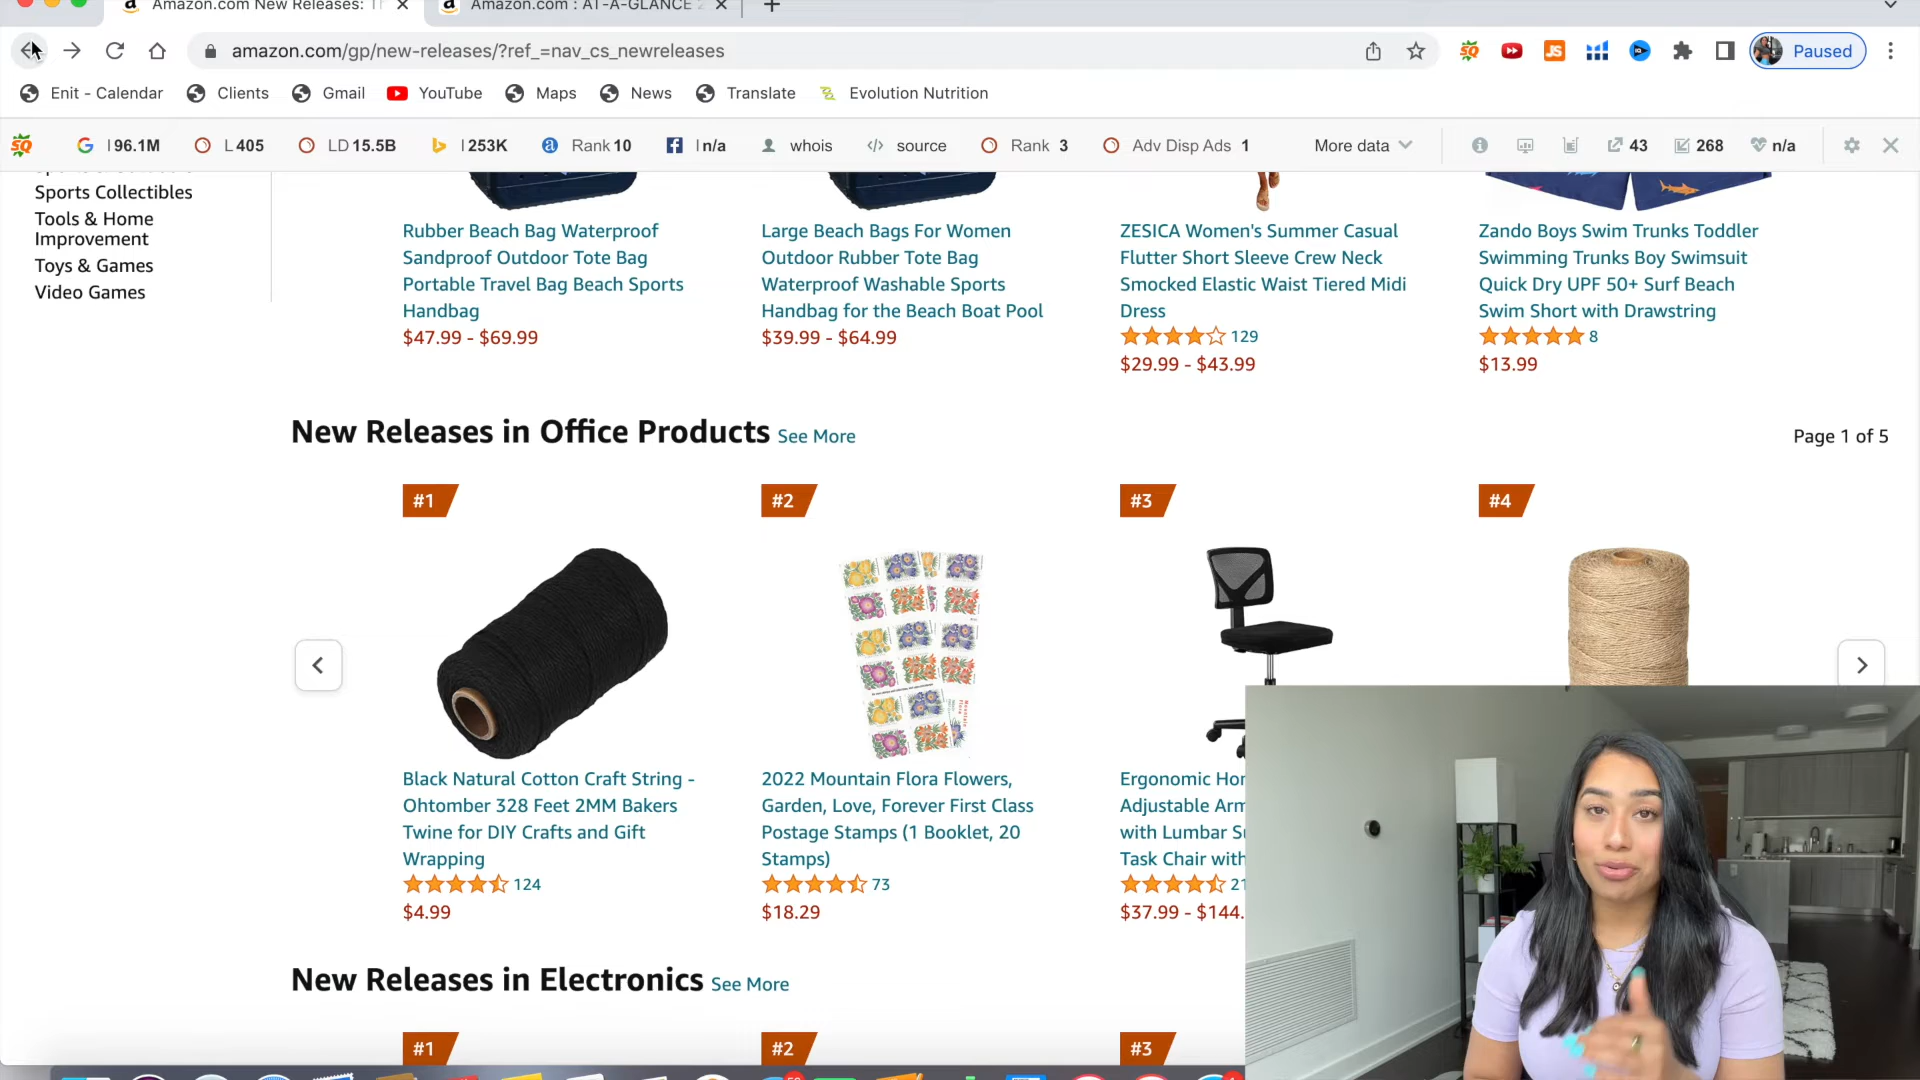 Amazon.com New Releases: Th
Amazon.com : AT-A-GLANCE 2
amazon.com/gp/new-releases/?ref_=nav_cs_newreleases
Paused
Enit - Calendar
Clients
Gmail
YouTube
Maps
News
Translate
Evolution Nutrition
I 96.1M
L 405
LD 15.5B
I 253K
Rank 10
I n/a
whois
source
Rank 3
Adv Disp Ads 1
More data
43
268
n/a
Sports Collectibles
Tools & Home
Improvement
Toys & Games
Video Games
Rubber Beach Bag Waterproof
Sandproof Outdoor Tote Bag
Portable Travel Bag Beach Sports
Handbag
$47.99 - $69.99
Large Beach Bags For Women
Outdoor Rubber Tote Bag
Waterproof Washable Sports
Handbag for the Beach Boat Pool
$39.99 - $64.99
ZESICA Women's Summer Casual
Flutter Short Sleeve Crew Neck
Smocked Elastic Waist Tiered Midi
Dress
129
$29.99 - $43.99
Zando Boys Swim Trunks Toddler
Swimming Trunks Boy Swimsuit
Quick Dry UPF 50+ Surf Beach
Swim Short with Drawstring
8
$13.99
New Releases in Office Products See More
Page 1 of 5
#1
#2
#3
#4
Black Natural Cotton Craft String -
Ohtomber 328 Feet 2MM Bakers
Twine for DIY Crafts and Gift
Wrapping
124
$4.99
2022 Mountain Flora Flowers,
Garden, Love, Forever First Class
Postage Stamps (1 Booklet, 20
Stamps)
73
$18.29
Ergonomic Hor
Adjustable Arm
with Lumbar Su
Task Chair with
21
$37.99 - $144.
New Releases in Electronics See More
#1
#2
#3